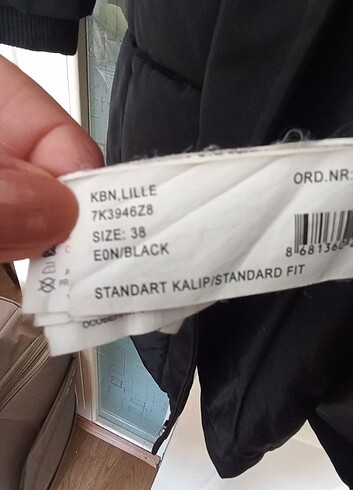 KBN,LILLE
ORD.NR:
7K3946Z8
SIZE: 38
E0N/BLACK
8 681360
STANDART KALIP/STANDARD FIT